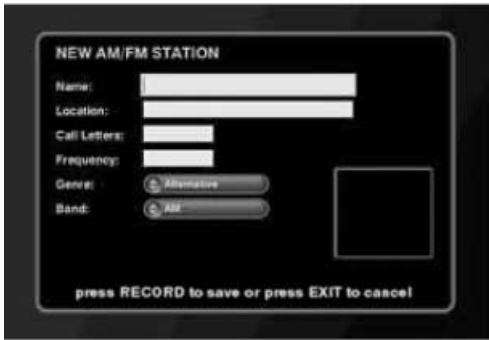 NEW AM/FM STATION
Name:
Location:
Call Letters:
Frequency:
Genre: Alternative
Band: AM
press RECORD to save or press EXIT to cancel